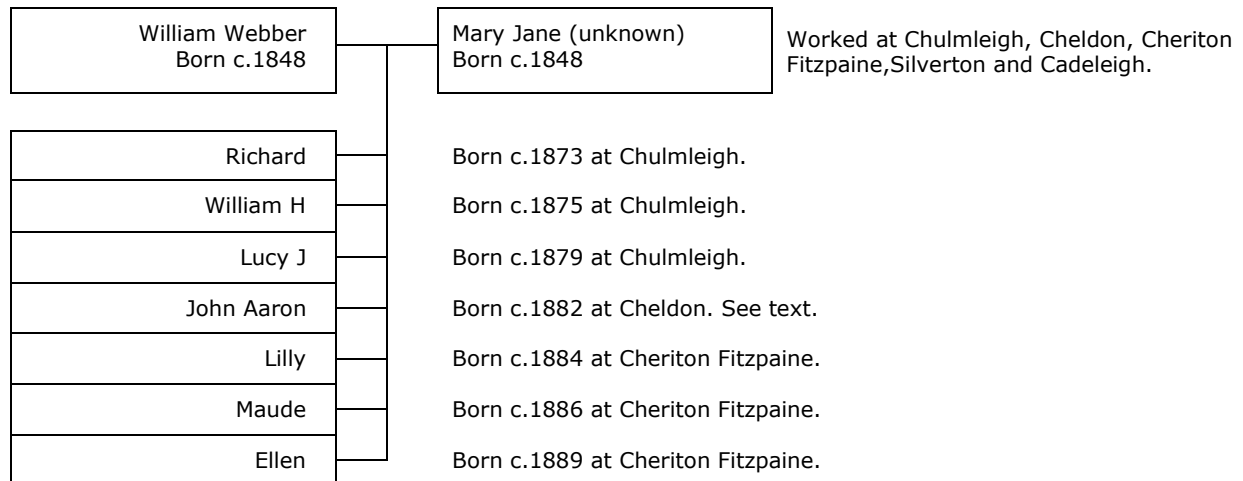 William Webber
Born c.1848
Mary Jane (unknown)
Born c.1848
Worked at Chulmleigh, Cheldon, Cheriton
Fitzpaine,Silverton and Cadeleigh.
Richard
Born c.1873 at Chulmleigh.
William H
Born c.1875 at Chulmleigh.
Lucy J
Born c.1879 at Chulmleigh.
John Aaron
Born c.1882 at Cheldon. See text.
Lilly
Born c.1884 at Cheriton Fitzpaine.
Maude
Born c.1886 at Cheriton Fitzpaine.
Ellen
Born c.1889 at Cheriton Fitzpaine.